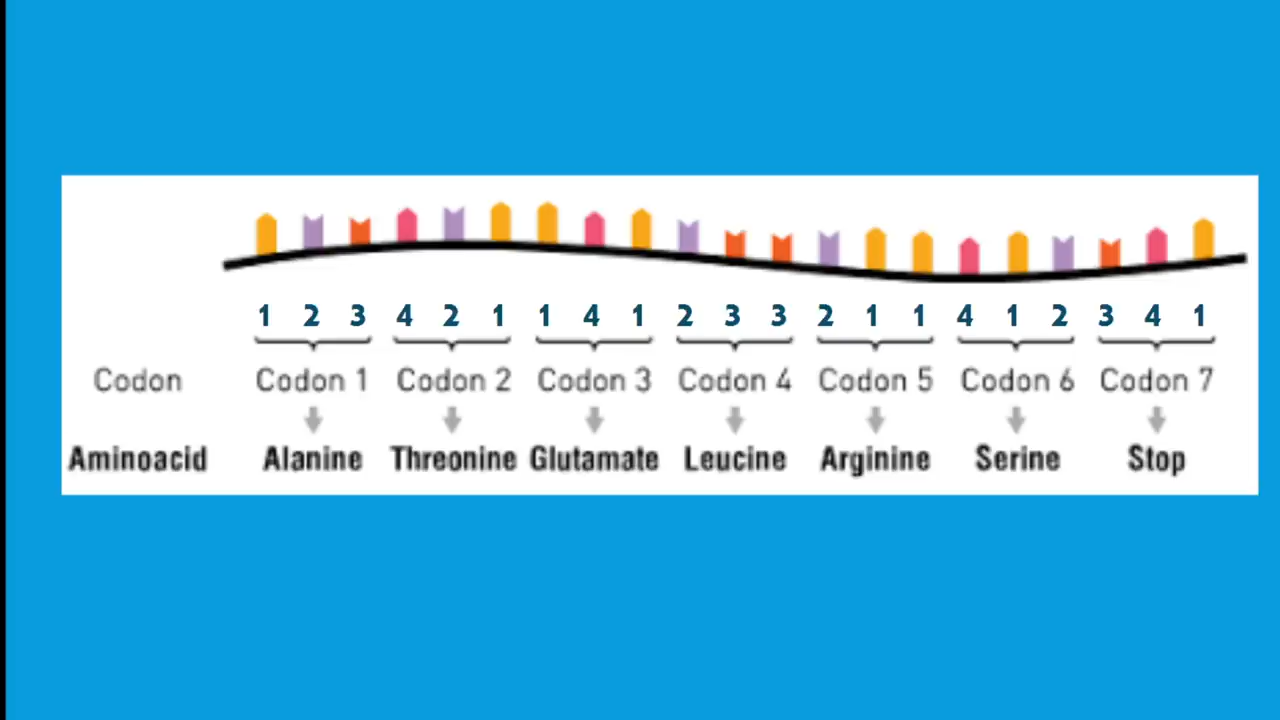 1 2 3 4 2 1 1 4 1 2 3 3 2 1 1 4 1 2 3 4 1
Codon Codon 1 Codon 2 Codon 3 Codon 4 Codon 5 Codon 6 Codon 7
Aminoacid Alanine Threonine Glutamate Leucine Arginine Serine Stop